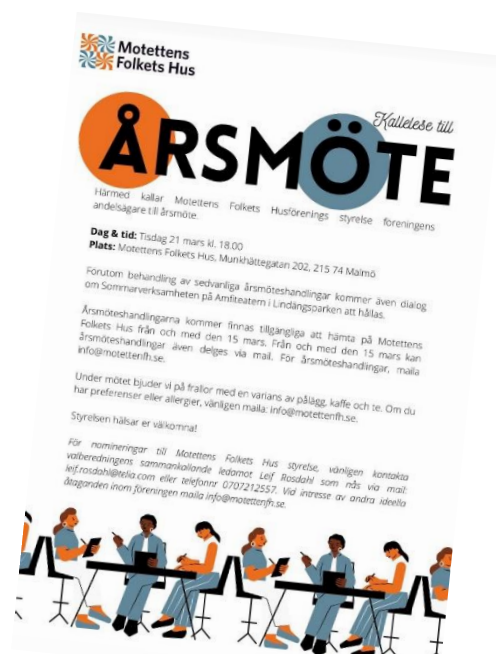 Motettens
Folkets Hus
Kallelse till
ÅRSMÖTE
Härmed kallar Motettens Folkets Husförenings styrelse föreningens
andelsägare till årsmöte.
Dag & tid: Tisdag 21 mars kl. 18.00
Plats: Motettens Folkets Hus, Munkhättegatan 202, 215 74 Malmö
Förutom behandling av sedvanliga årsmöteshandlingar kommer även dialog
om Sommarverksamheten på Amfiteatern i Lindängsparken att hållas.
Årsmöteshandlingarna kommer finnas tillgängliga att hämta på Motettens
Folkets Hus från och med den 15 mars. Från och med den 15 mars kan
årsmöteshandlingar även delges via mail. För årsmöteshandlingar, maila
info@motettenfh.se.
Under mötet bjuder vi på frallor med en varians av pålägg, kaffe och te. Om du
har preferenser eller allergier, vänligen maila: info@motettenfh.se.
Styrelsen hälsar er välkomna!
För nomineringar till Motettens Folkets Hus styrelse, vänligen kontakta
valberedningens sammankallande ledamot Leif Rosdahl som nås via mail:
leif.rosdahl@telia.com eller telefonnr 0707212557. Vid intresse av andra ideella
åtaganden inom föreningen maila info@motettenfh.se.